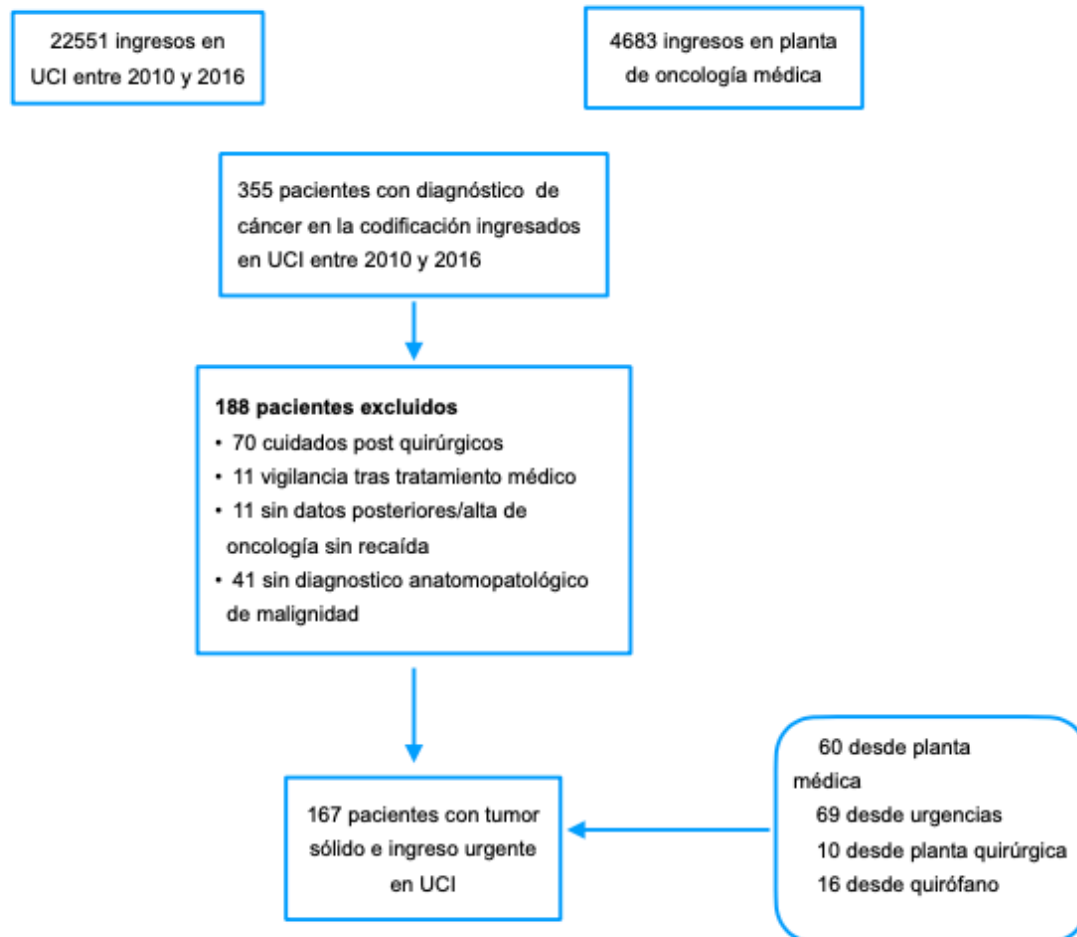 22551 ingresos en
UCI entre 2010 y 2016
4683 ingresos en planta
de oncología médica
355 pacientes con diagnóstico de
cáncer en la codificación ingresados
en UCI entre 2010 y 2016
188 pacientes excluidos
• 70 cuidados post quirúrgicos
• 11 vigilancia tras tratamiento médico
• 11 sin datos posteriores/alta de
oncología sin recaída
• 41 sin diagnostico anatomopatológico
de malignidad
60 desde planta
médica
69 desde urgencias
10 desde planta quirúrgica
16 desde quirófano
167 pacientes con tumor
sólido e ingreso urgente
en UCI